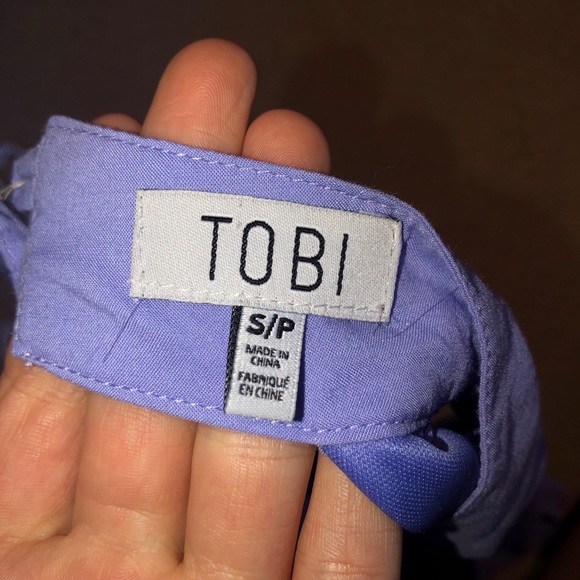 TOBI
S/P
MADE IN
CHINA
FABRIQUÉ
EN CHINE